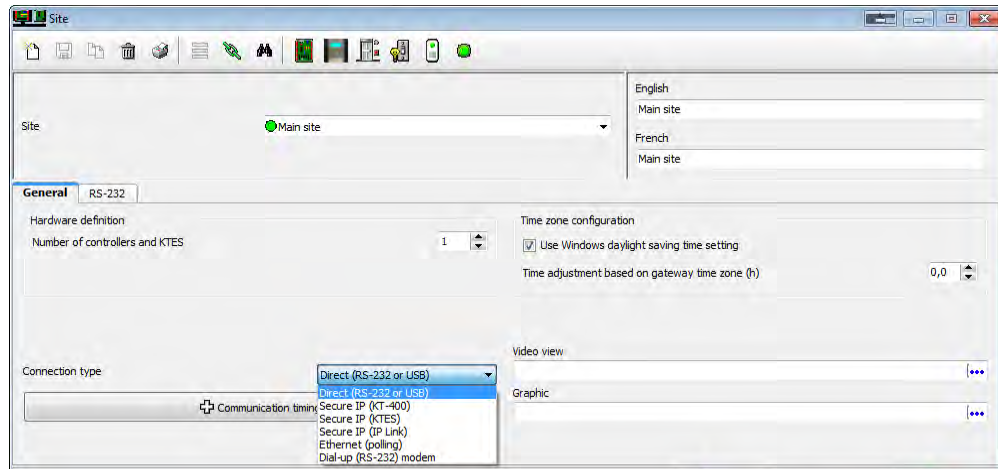 Site
English
Main site
Site
Main site
French
Main site
General
RS-232
Hardware definition
Number of controllers and KTES
1
Time zone configuration
Use Windows daylight saving time setting
Time adjustment based on gateway time zone (h)
0,0
Connection type
Direct (RS-232 or USB)
Direct (RS-232 or USB)
Secure IP (KT-400)
Secure IP (KTES)
Secure IP (IP Link)
Ethernet (polling)
Dial-up (RS-232) modem
Communication timing
Video view
Graphic